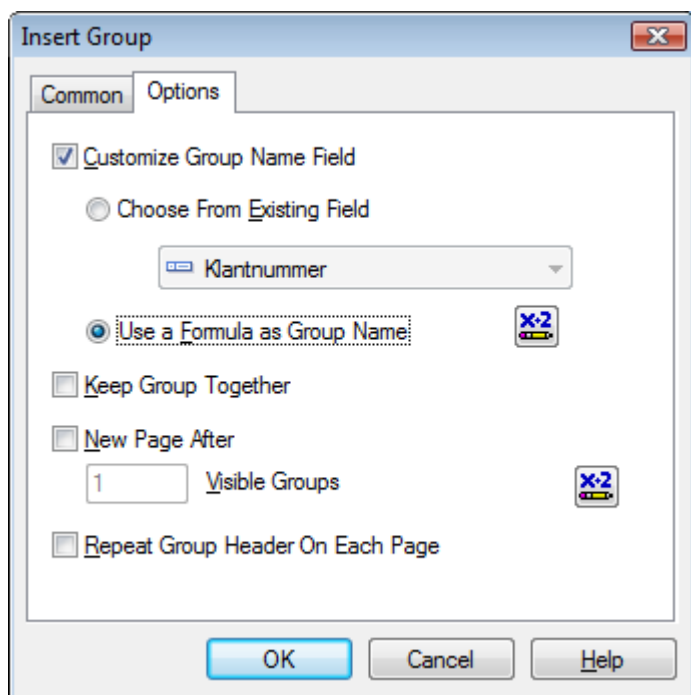 Insert Group
Common Options
Customize Group Name Field
Choose From Existing Field
Klantnummer
Use a Formula as Group Name
X+2
Keep Group Together
New Page After
1 Visible Groups
X+2
Repeat Group Header On Each Page
OK Cancel Help